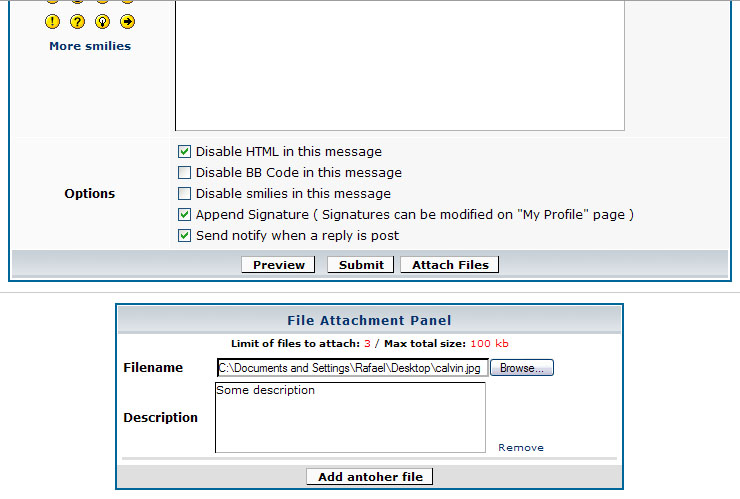 More smilies
Options
Disable HTML in this message
Disable BB Code in this message
Disable smilies in this message
Append Signature ( Signatures can be modified on "My Profile" page )
Send notify when a reply is post
Preview Submit Attach Files
File Attachment Panel
Limit of files to attach: 3 / Max total size: 100 kb
Filename C:\Documents and Settings\Rafael\Desktop\calvin.jpg Browse...
Some description
Description
Remove
Add antoher file